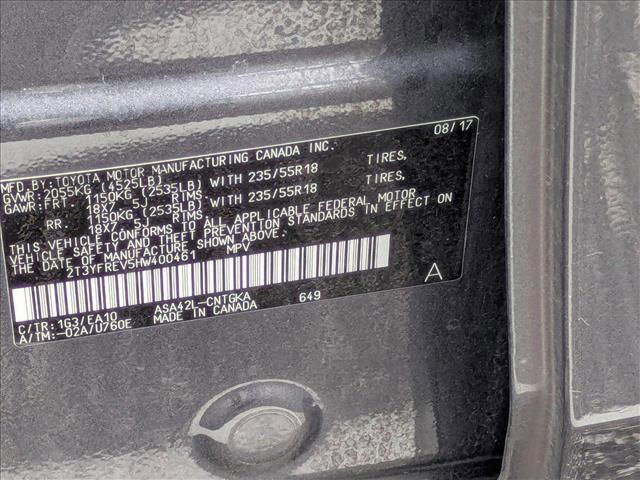 MFD.BY:TOYOTA MOTOR MANUFACTURING CANADA INC. 08/17
GVWR:2055KG (4525LB)
GAWR:FRT. 1150KG (2535LB) WITH 235/55R18 TIRES,
18X7 5J RIMS
RR. 1150KG (2535LB) WITH 235/55R18 TIRES,
18X7 5J RIMS
THIS VEHICLE CONFORMS TO ALL APPLICABLE FEDERAL MOTOR
VEHICLE SAFETY AND THEFT PREVENTION STANDARDS IN EFFECT ON
THE DATE OF MANUFACTURE SHOWN ABOVE.
2T3YFREV5HW400461 MPV
A
ASA42L-CNTGKA 649
C/TR:1G3/EA10 MADE IN CANADA
A/TM:-02A/U760E